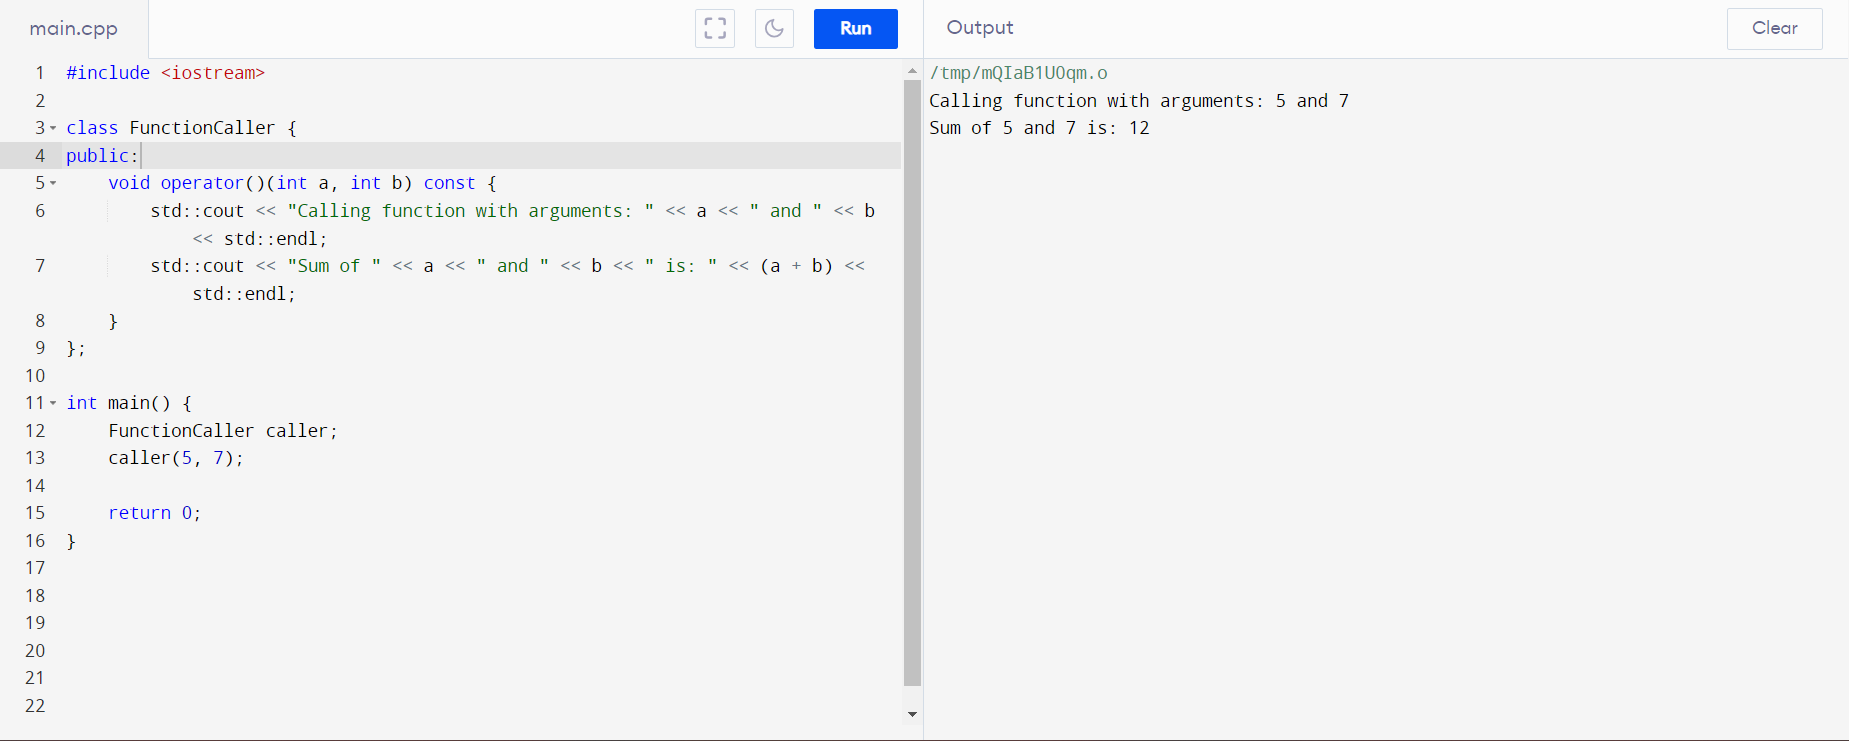 main.cpp
Run
Output
Clear
1 #include <iostream>
2
3 class FunctionCaller {
4 public:
5     void operator()(int a, int b) const {
6         std::cout << "Calling function with arguments: " << a << " and " << b
            << std::endl;
7         std::cout << "Sum of " << a << " and " << b << " is: " << (a + b) <<
            std::endl;
8     }
9 };
10
11 int main() {
12     FunctionCaller caller;
13     caller(5, 7);
14
15     return 0;
16 }
17
18
19
20
21
22
/tmp/mQIaB1UOqm.o
Calling function with arguments: 5 and 7
Sum of 5 and 7 is: 12